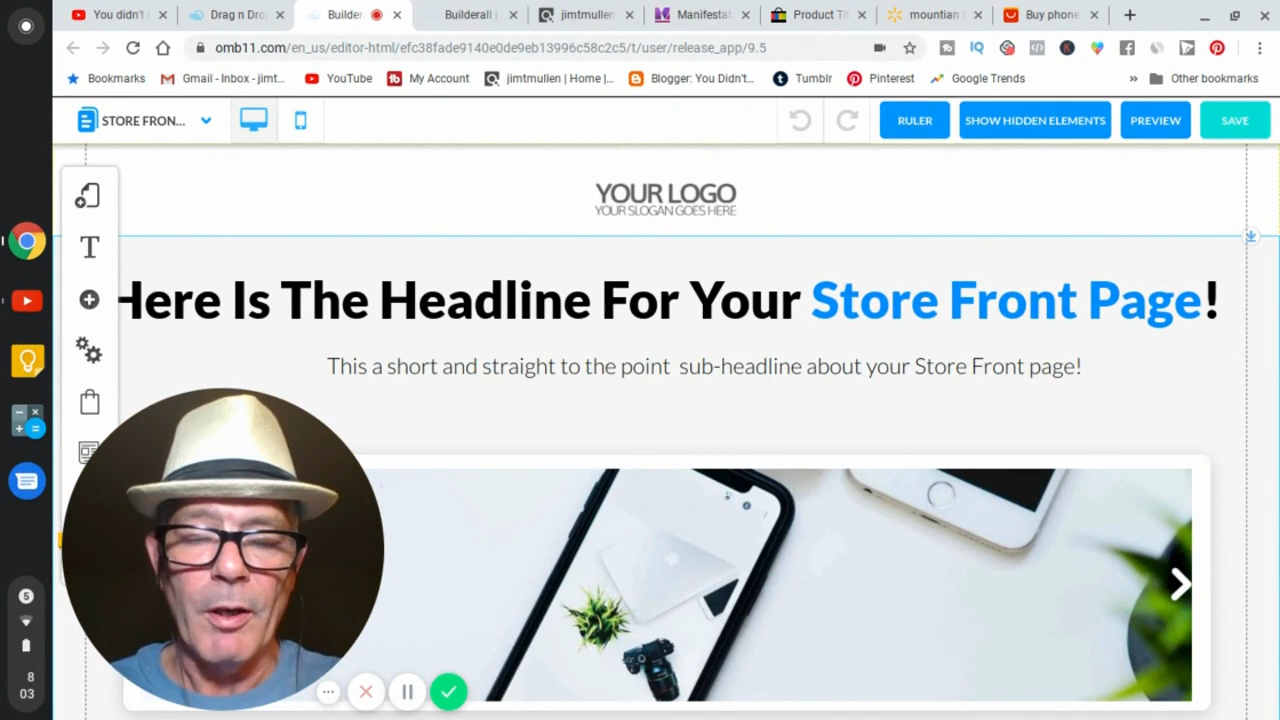 You didn't
Drag n Dro
Builder
Builderall |
jimtmullen
Manifestat
Product Tit
mountian
Buy phone
omb11.com/en_us/editor-html/efc38fade9140e0de9eb13996c58c2c5/t/user/release_app/9.5
Bookmarks
Gmail - Inbox - jimt...
YouTube
My Account
jimtmullen | Home |...
Blogger: You Didn't...
Tumblr
Pinterest
Google Trends
Other bookmarks
STORE FRON...
RULER
SHOW HIDDEN ELEMENTS
PREVIEW
SAVE
YOUR LOGO
YOUR SLOGAN GOES HERE
Here Is The Headline For Your Store Front Page!
This a short and straight to the point sub-headline about your Store Front page!
5
8
03